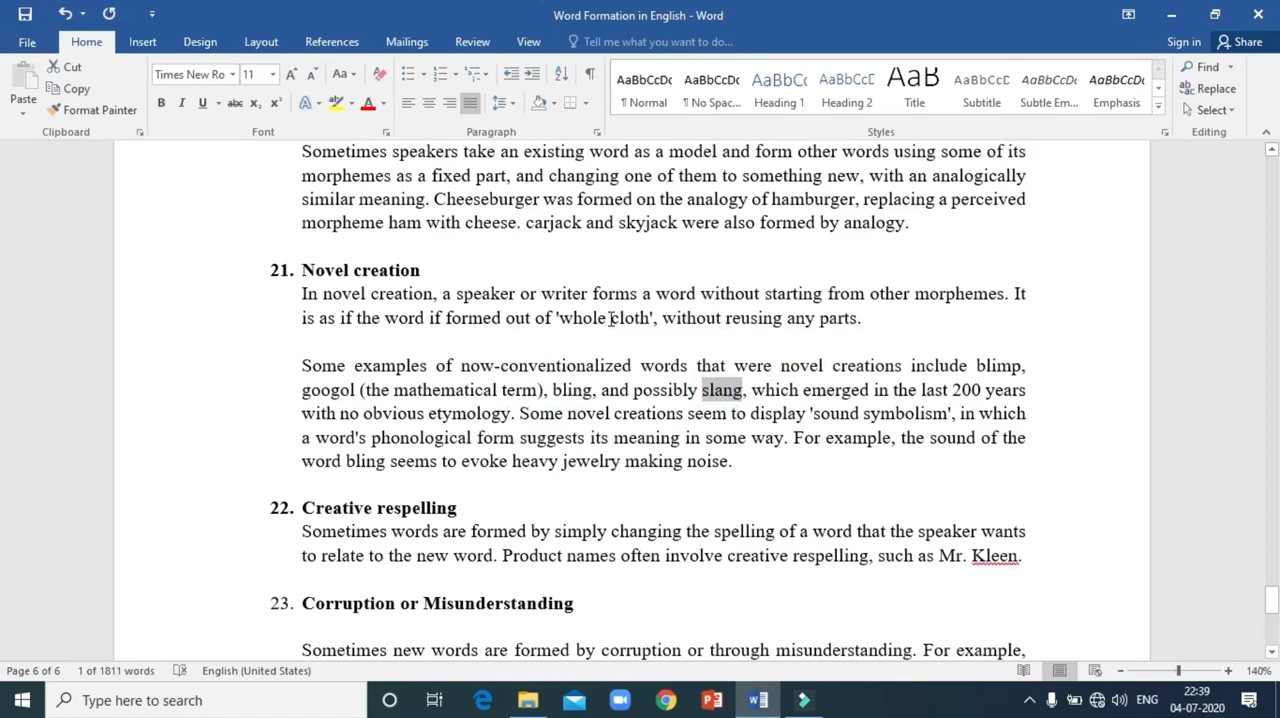 Word Formation in English - Word
File Home Insert Design Layout References Mailings Review View Tell me what you want to do... Sign in Share
Cut
Copy
Format Painter
Paste
Times New Ro 11
AaBbCcDc AaBbCcDc AaBbCc AaBbCcD AaB AaBbCcD AaBbCcDc AaBbCcDc
¶ Normal ¶ No Spac... Heading 1 Heading 2 Title Subtitle Subtle Em... Emphasis
Find
Replace
Select
Clipboard Font Paragraph Styles Editing
Sometimes speakers take an existing word as a model and form other words using some of its
morphemes as a fixed part, and changing one of them to something new, with an analogically
similar meaning. Cheeseburger was formed on the analogy of hamburger, replacing a perceived
morpheme ham with cheese. carjack and skyjack were also formed by analogy.
21. Novel creation
In novel creation, a speaker or writer forms a word without starting from other morphemes. It
is as if the word if formed out of 'whole cloth', without reusing any parts.
Some examples of now-conventionalized words that were novel creations include blimp,
googol (the mathematical term), bling, and possibly slang, which emerged in the last 200 years
with no obvious etymology. Some novel creations seem to display 'sound symbolism', in which
a word's phonological form suggests its meaning in some way. For example, the sound of the
word bling seems to evoke heavy jewelry making noise.
22. Creative respelling
Sometimes words are formed by simply changing the spelling of a word that the speaker wants
to relate to the new word. Product names often involve creative respelling, such as Mr. Kleen.
23. Corruption or Misunderstanding
Sometimes new words are formed by corruption or through misunderstanding. For example,
Page 6 of 6 1 of 1811 words English (United States) 140%
Type here to search
ENG
22:39
04-07-2020